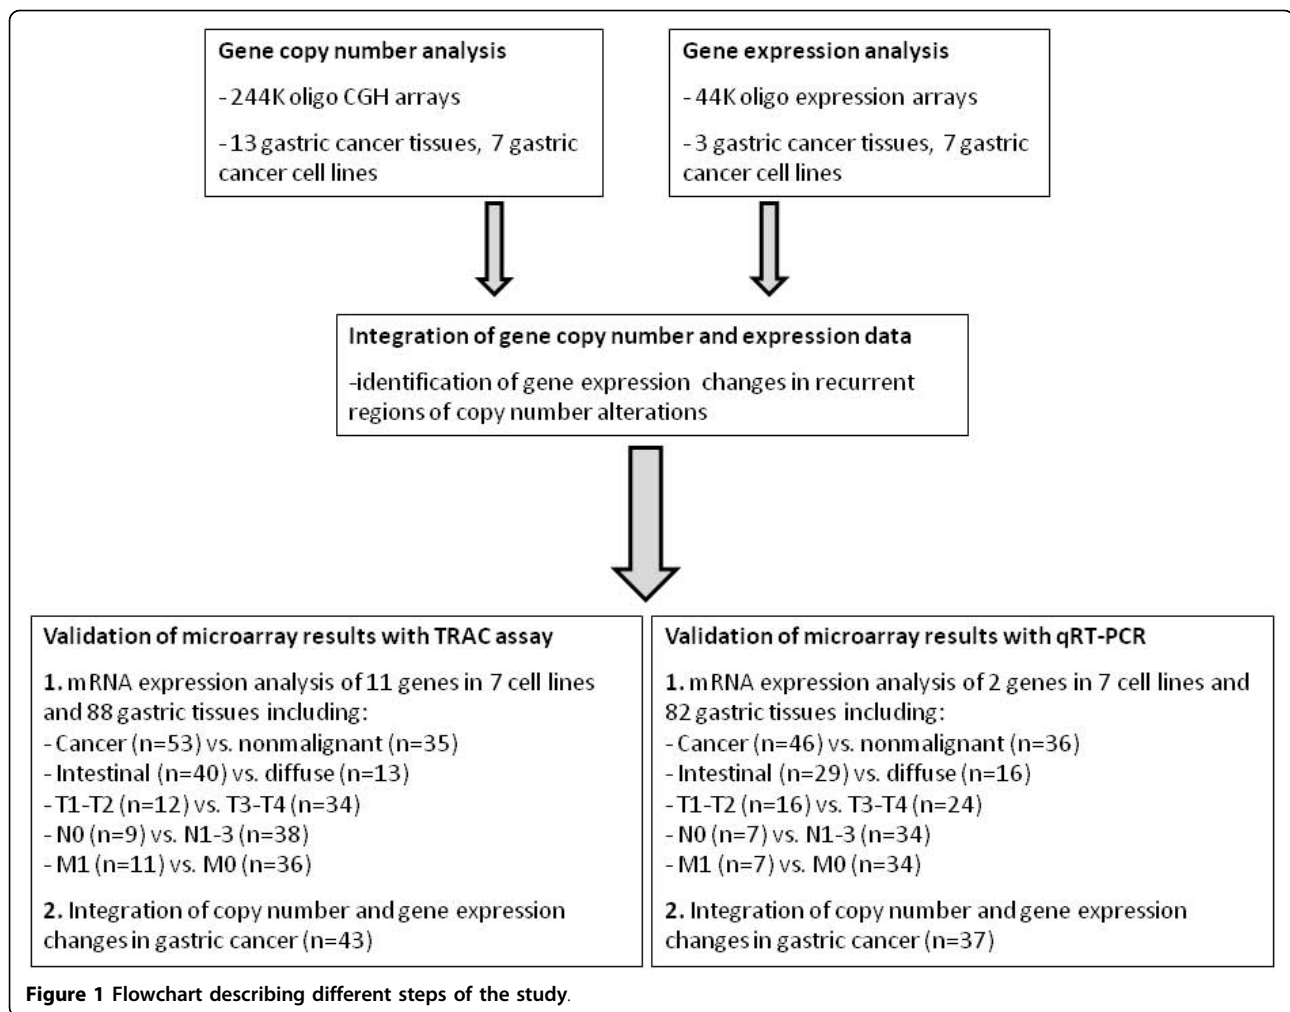 Gene copy number analysis
- 244K oligo CGH arrays
- 13 gastric cancer tissues, 7 gastric
cancer cell lines
Gene expression analysis
- 44K oligo expression arrays
- 3 gastric cancer tissues, 7 gastric
cancer cell lines
Integration of gene copy number and expression data
-identification of gene expression changes in recurrent
regions of copy number alterations
Validation of microarray results with TRAC assay
1. mRNA expression analysis of 11 genes in 7 cell lines
and 88 gastric tissues including:
- Cancer (n=53) vs. nonmalignant (n=35)
- Intestinal (n=40) vs. diffuse (n=13)
- T1-T2 (n=12) vs. T3-T4 (n=34)
- N0 (n=9) vs. N1-3 (n=38)
- M1 (n=11) vs. M0 (n=36)
2. Integration of copy number and gene expression
changes in gastric cancer (n=43)
Validation of microarray results with qRT-PCR
1. mRNA expression analysis of 2 genes in 7 cell lines and
82 gastric tissues including:
- Cancer (n=46) vs. nonmalignant (n=36)
- Intestinal (n=29) vs. diffuse (n=16)
- T1-T2 (n=16) vs. T3-T4 (n=24)
- N0 (n=7) vs. N1-3 (n=34)
- M1 (n=7) vs. M0 (n=34)
2. Integration of copy number and gene expression
changes in gastric cancer (n=37)
Figure 1 Flowchart describing different steps of the study.